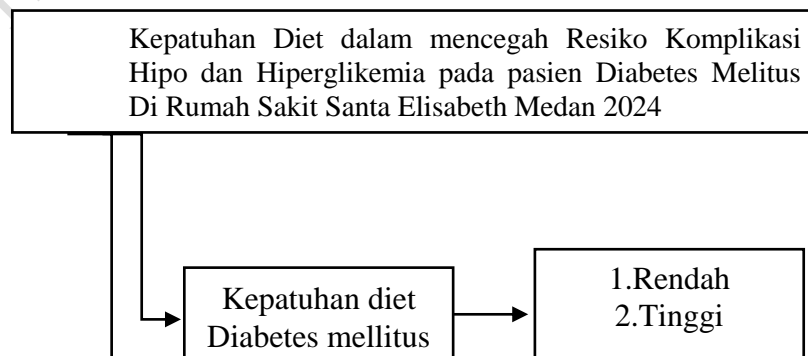 Kepatuhan Diet dalam mencegah Resiko Komplikasi
Hipo dan Hiperglikemia pada pasien Diabetes Melitus
Di Rumah Sakit Santa Elisabeth Medan 2024
Kepatuhan diet
Diabetes mellitus
1.Rendah
2.Tinggi